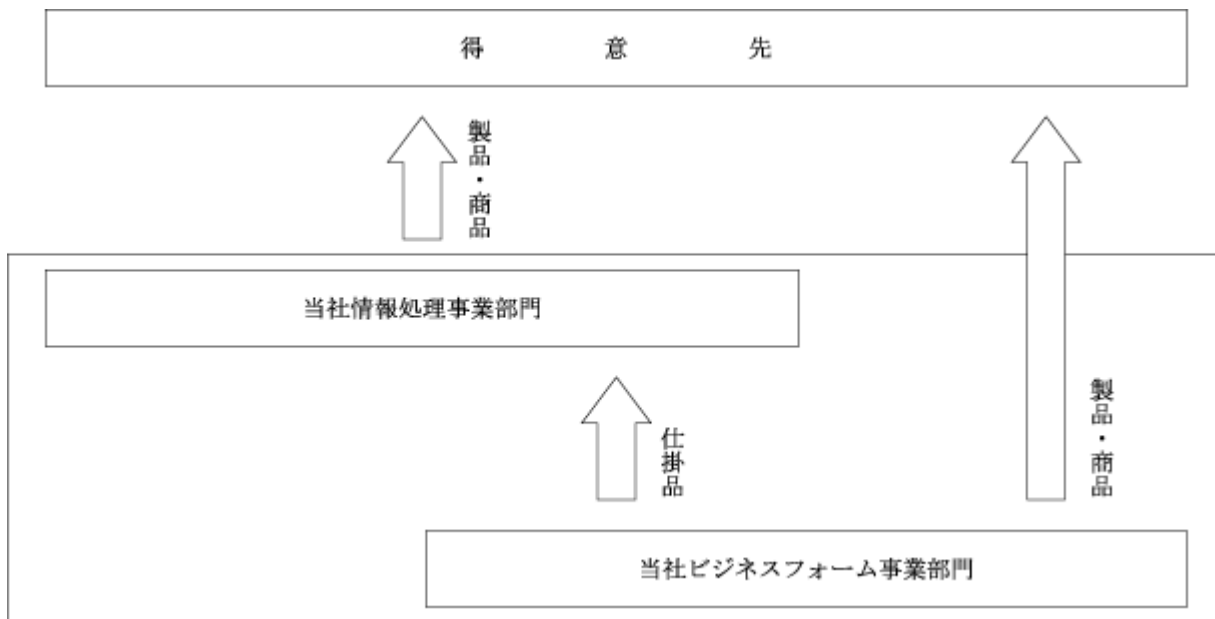 得意先
製品・商品
当社情報処理事業部門
仕掛品
製品・商品
当社ビジネスフォーム事業部門